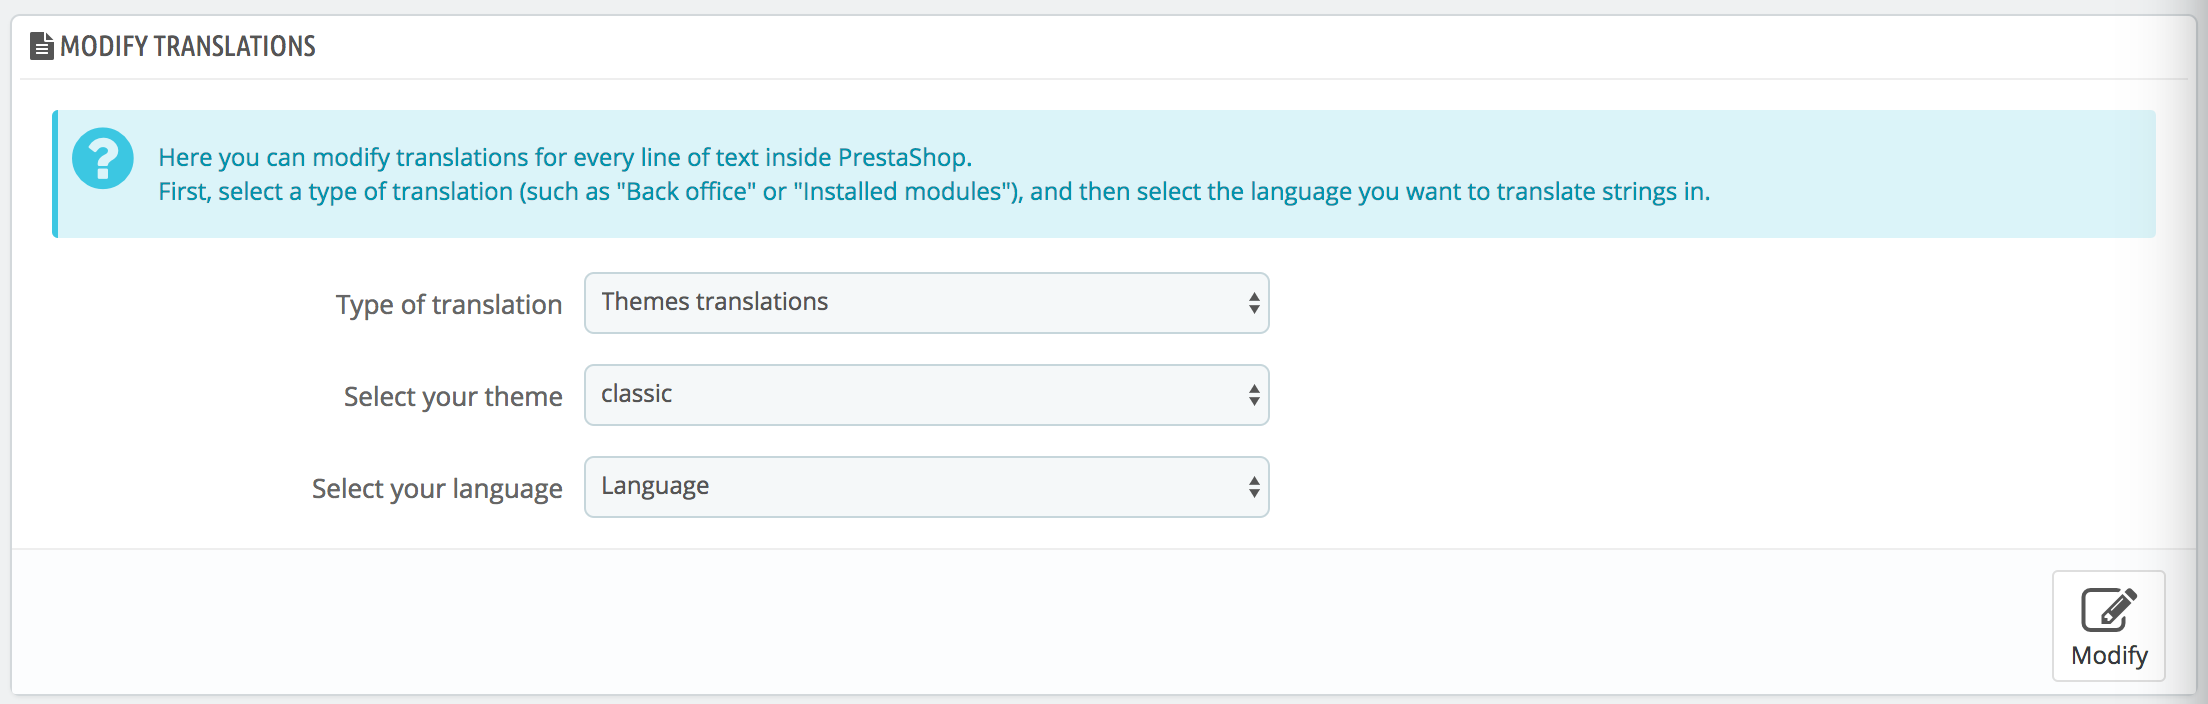 MODIFY TRANSLATIONS
Here you can modify translations for every line of text inside PrestaShop.
First, select a type of translation (such as "Back office" or "Installed modules"), and then select the language you want to translate strings in.
Type of translation
Themes translations
Select your theme
classic
Select your language
Language
Modify